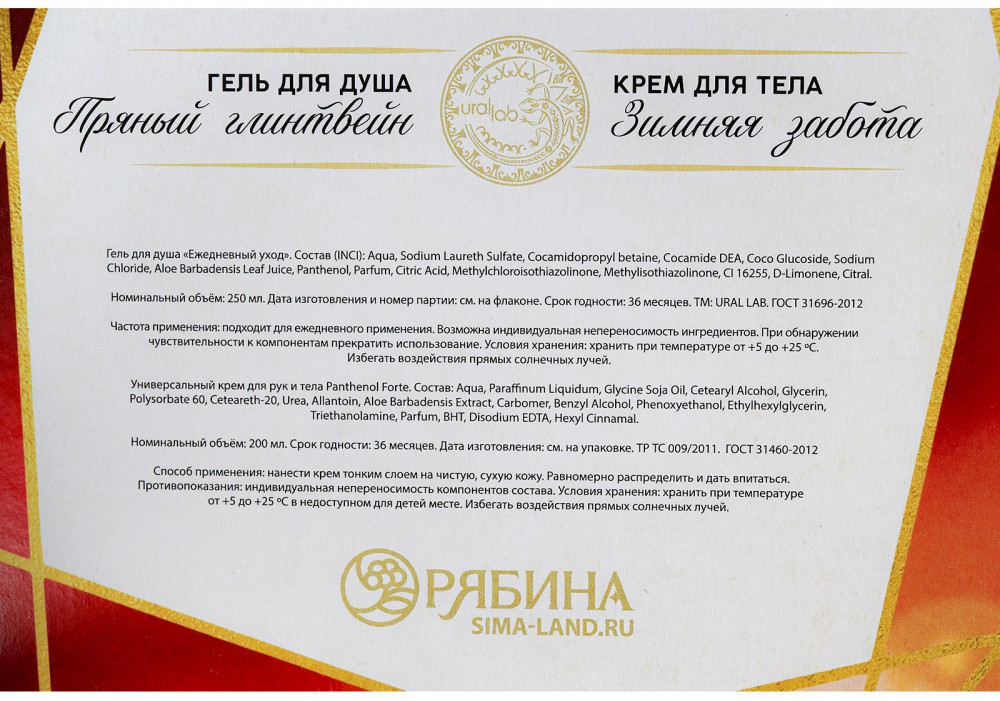 ГЕЛЬ ДЛЯ ДУША
Пряный глинтвейн
ural lab
КРЕМ ДЛЯ ТЕЛА
Зимняя забота
Гель для душа «Ежедневный уход». Состав (INCI): Aqua, Sodium Laureth Sulfate, Cocamidopropyl betaine, Cocamide DEA, Coco Glucoside, Sodium
Chloride, Aloe Barbadensis Leaf Juice, Panthenol, Parfum, Citric Acid, Methylchloroisothiazolinone, Methylisothiazolinone, CI 16255, D-Limonene, Citral.
Номинальный объём: 250 мл. Дата изготовления и номер партии: см. на флаконе. Срок годности: 36 месяцев. ТМ: URAL LAB. ГОСТ 31696-2012
Частота применения: подходит для ежедневного применения. Возможна индивидуальная непереносимость ингредиентов. При обнаружении
чувствительности к компонентам прекратить использование. Условия хранения: хранить при температуре от +5 до +25 ºС.
Избегать воздействия прямых солнечных лучей.
Универсальный крем для рук и тела Panthenol Forte. Состав: Aqua, Paraffinum Liquidum, Glycine Soja Oil, Cetearyl Alcohol, Glycerin,
Polysorbate 60, Ceteareth-20, Urea, Allantoin, Aloe Barbadensis Extract, Carbomer, Benzyl Alcohol, Phenoxyethanol, Ethylhexylglycerin,
Triethanolamine, Parfum, BHT, Disodium EDTA, Hexyl Cinnamal.
Номинальный объём: 200 мл. Срок годности: 36 месяцев. Дата изготовления: см. на упаковке. ТР ТС 009/2011. ГОСТ 31460-2012
Способ применения: нанести крем тонким слоем на чистую, сухую кожу. Равномерно распределить и дать впитаться.
Противопоказания: индивидуальная непереносимость компонентов состава. Условия хранения: хранить при температуре
от +5 до +25 ºС в недоступном для детей месте. Избегать воздействия прямых солнечных лучей.
РЯБИНА
SIMA-LAND.RU